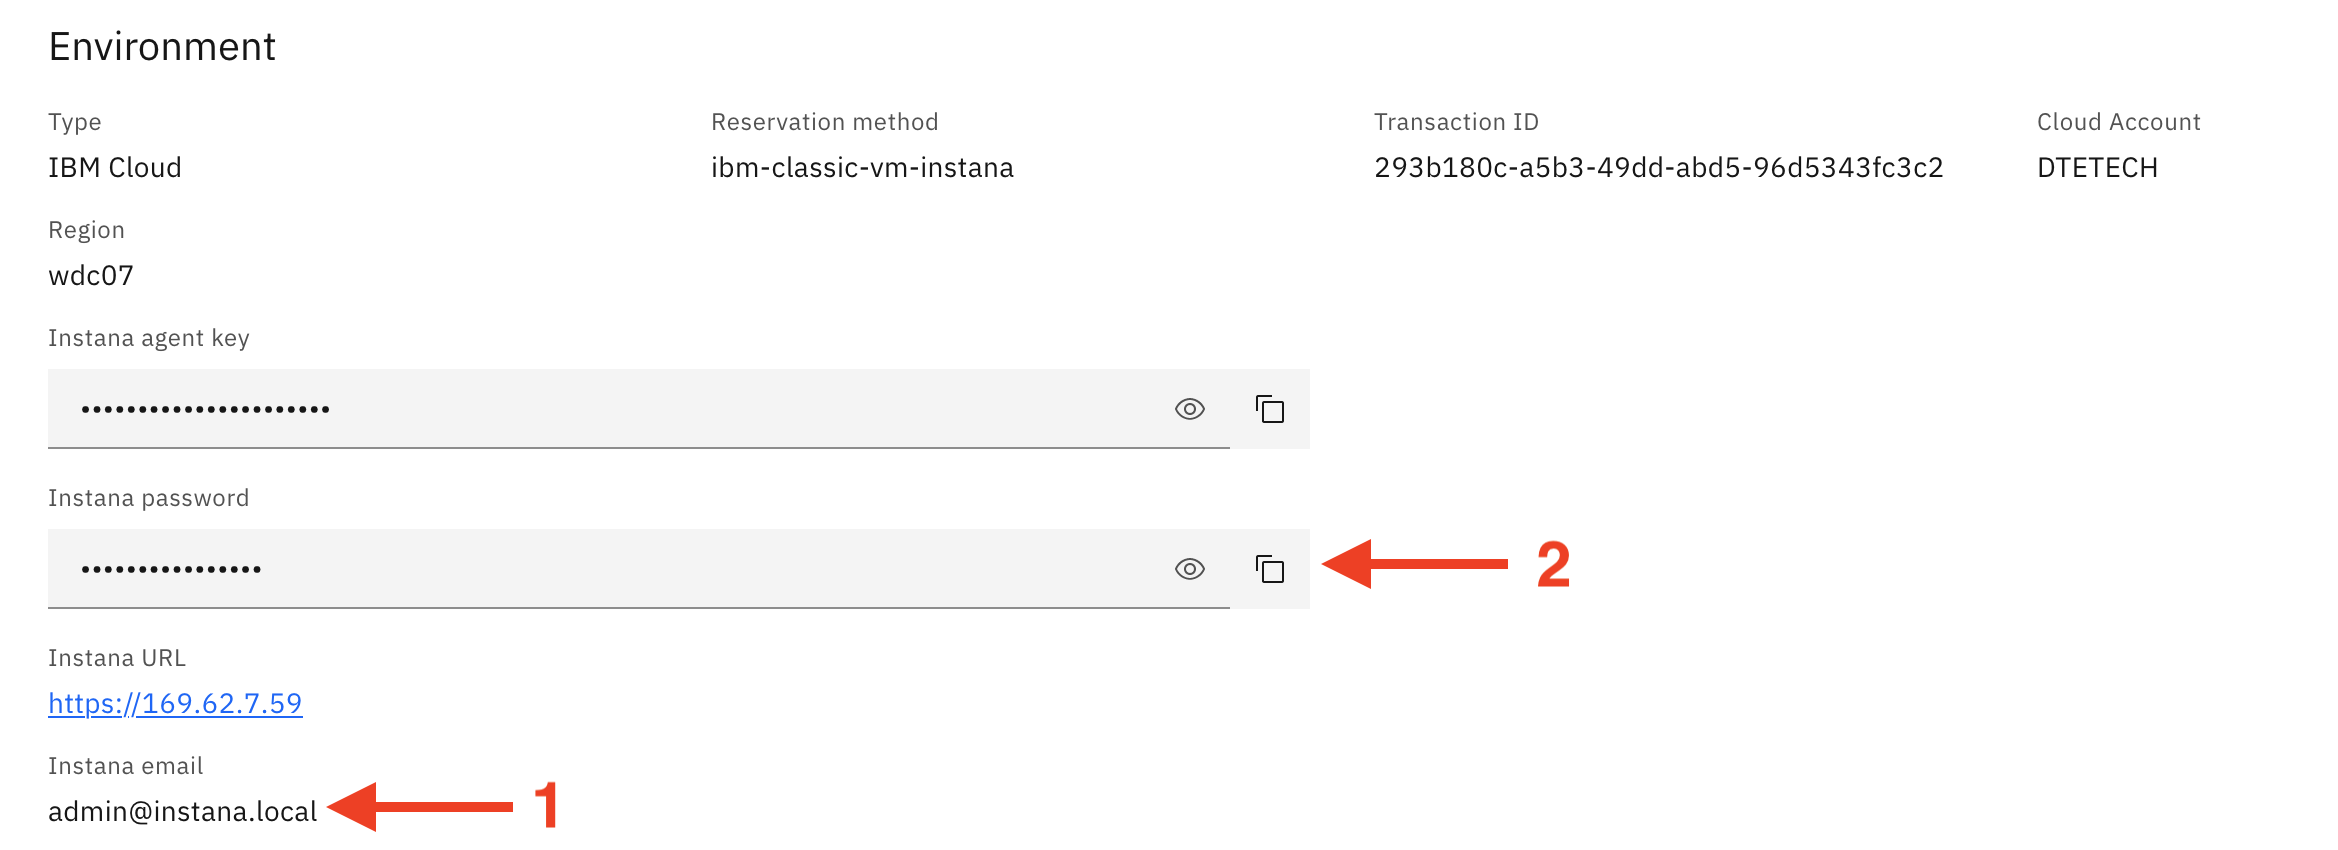 Environment
Type
IBM Cloud
Reservation method
ibm-classic-vm-instana
Transaction ID
293b180c-a5b3-49dd-abd5-96d5343fc3c2
Cloud Account
DTETECH
Region
wdc07
Instana agent key
••••••••••••••••••••••
Instana password
••••••••••••••••
2
Instana URL
https://169.62.7.59
Instana email
admin@instana.local
1